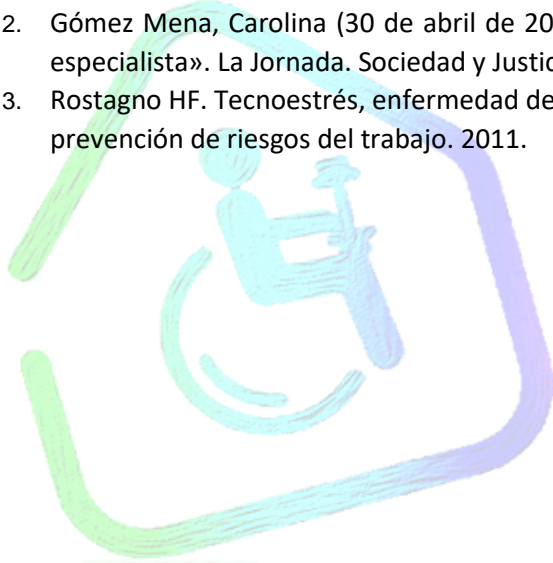 2. Gómez Mena, Carolina (30 de abril de 20
especialista». La Jornada. Sociedad y Justic
3. Rostagno HF. Tecnoestrés, enfermedad de
prevención de riesgos del trabajo. 2011.